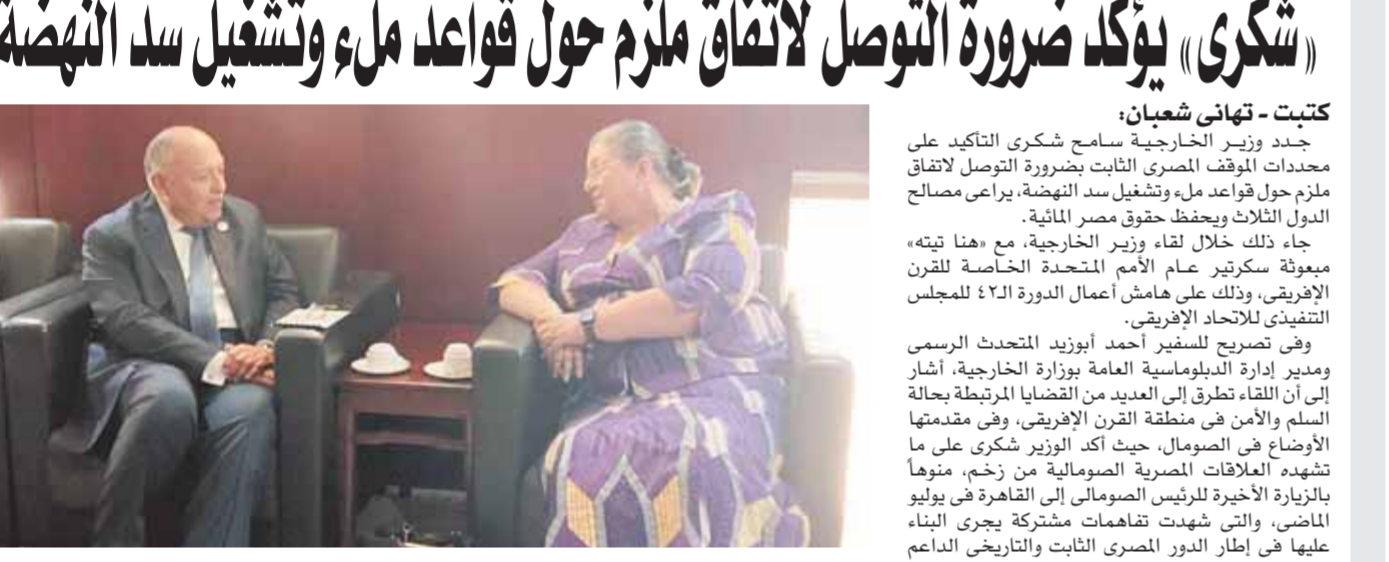 «شكرى» يؤكد ضرورة التوصل لاتفاق ملزم حول قواعد ملء وتشغيل سد النهضة
كتبت - تهانى شعبان:
جدد وزير الخارجية سامح شكرى التأكيد على
محددات الموقف المصرى الثابت بضرورة التوصل لاتفاق
ملزم حول قواعد ملء وتشغيل سد النهضة، يراعى مصالح
الدول الثلاث ويحفظ حقوق مصر المائية.
جاء ذلك خلال لقاء وزير الخارجية، مع «هنا تيته»
مبعوثة سكرتير عام الأمم المتحدة الخاصة للقرن
الإفريقى، وذلك على هامش أعمال الدورة الـ٤٢ للمجلس
التنفيذى للاتحاد الإفريقى.
وفى تصريح للسفير أحمد أبوزيد المتحدث الرسمى
ومدير إدارة الدبلوماسية العامة بوزارة الخارجية، أشار
إلى أن اللقاء تطرق إلى العديد من القضايا المرتبطة بحالة
السلم والأمن فى منطقة القرن الإفريقى، وفى مقدمتها
الأوضاع فى الصومال، حيث أكد الوزير شكرى على ما
تشهده العلاقات المصرية الصومالية من زخم، منوهاً
بالزيارة الأخيرة للرئيس الصومالى إلى القاهرة فى يوليو
الماضى، والتى شهدت تفاهمات مشتركة يجرى البناء
عليها فى إطار الدور المصرى الثابت والتاريخى الداعم